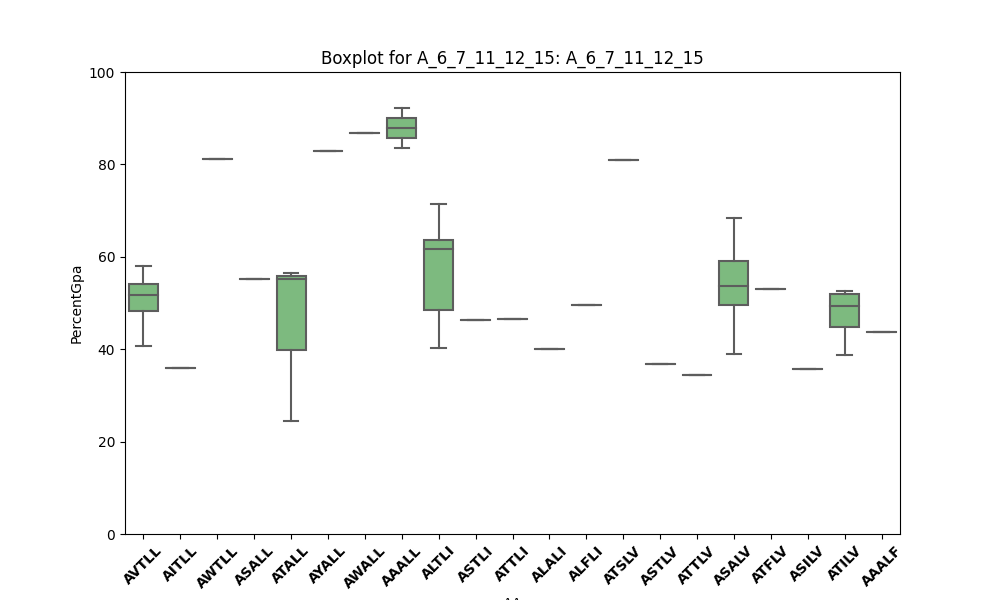 Boxplot for A_6_7_11_12_15: A_6_7_11_12_15
100
80
60
40
20
0
PercentGpa
AVTLL AITLL AWTLL ASALL ATALL AYALL AWALL AAALL ALTLI ASTLI ATTLI ALALI ALFLI ATSLV ASTLV ATTLV ASALV ATFLV ASILV ATILV AAALF